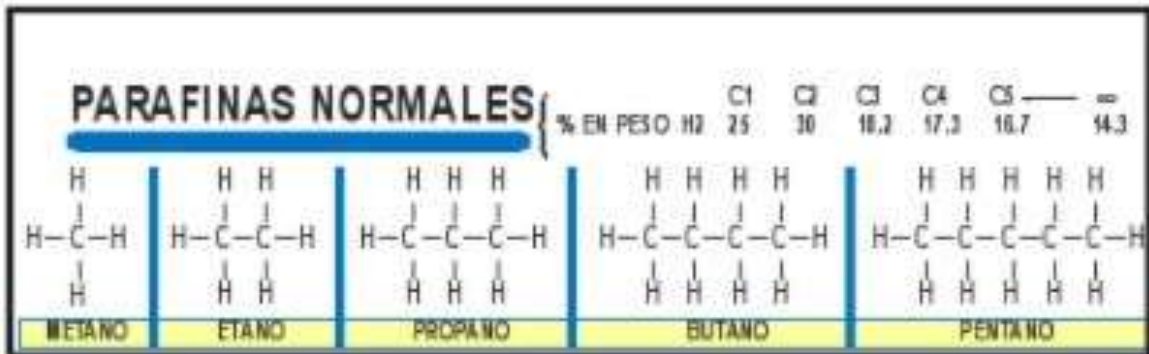 PARAFINAS NORMALES
C1 C2 C3 C4 C5 —— ∞
% EN PESO H2 25 30 18.2 17.3 16.7 14.3
H H H H H H H H H H H H H H H
H–C–H H–C–C–H H–C–C–C–H H–C–C–C–C–H H–C–C–C–C–C–H
H H H H H H H H H H H H H H H
METANO ETANO PROPANO BUTANO PENTANO